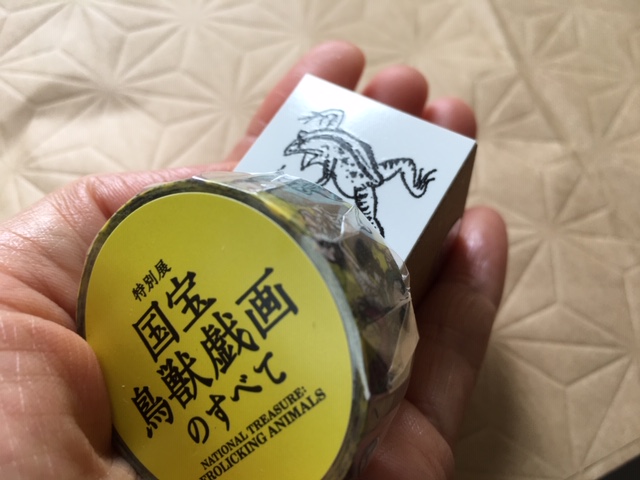 特別展
国宝
鳥獣戯画
のすべて
NATIONAL TREASURE:
FROLICKING ANIMALS